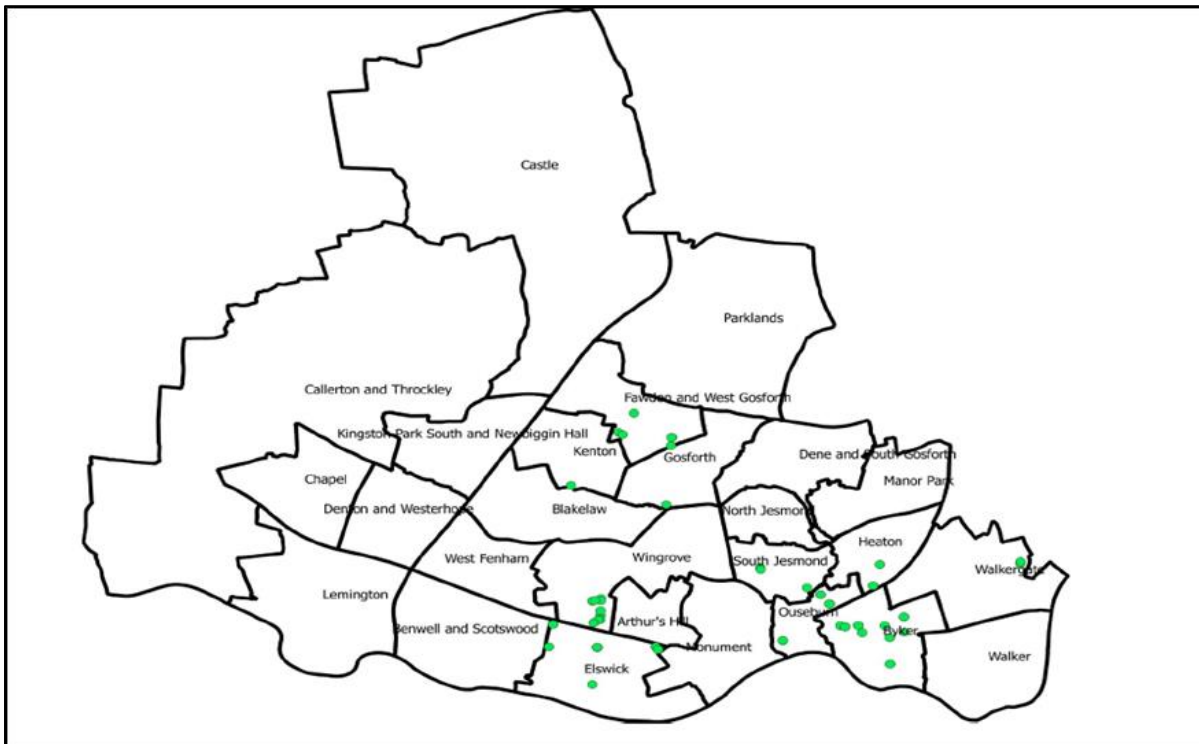 Castle
Parklands
Callerton and Throckley
Fawdon and West Gosforth
Kingston Park South and Newbiggin Hall
Kenton
Gosforth
Dene and South Gosforth
Chapel
Manor Park
Denton and Westerhope
Blakelaw
North Jesmond
Heaton
West Fenham
Wingrove
South Jesmond
Walkergate
Lemington
Ouseburn
Arthur's Hill
Benwell and Scotswood
Byker
Monument
Walker
Elswick